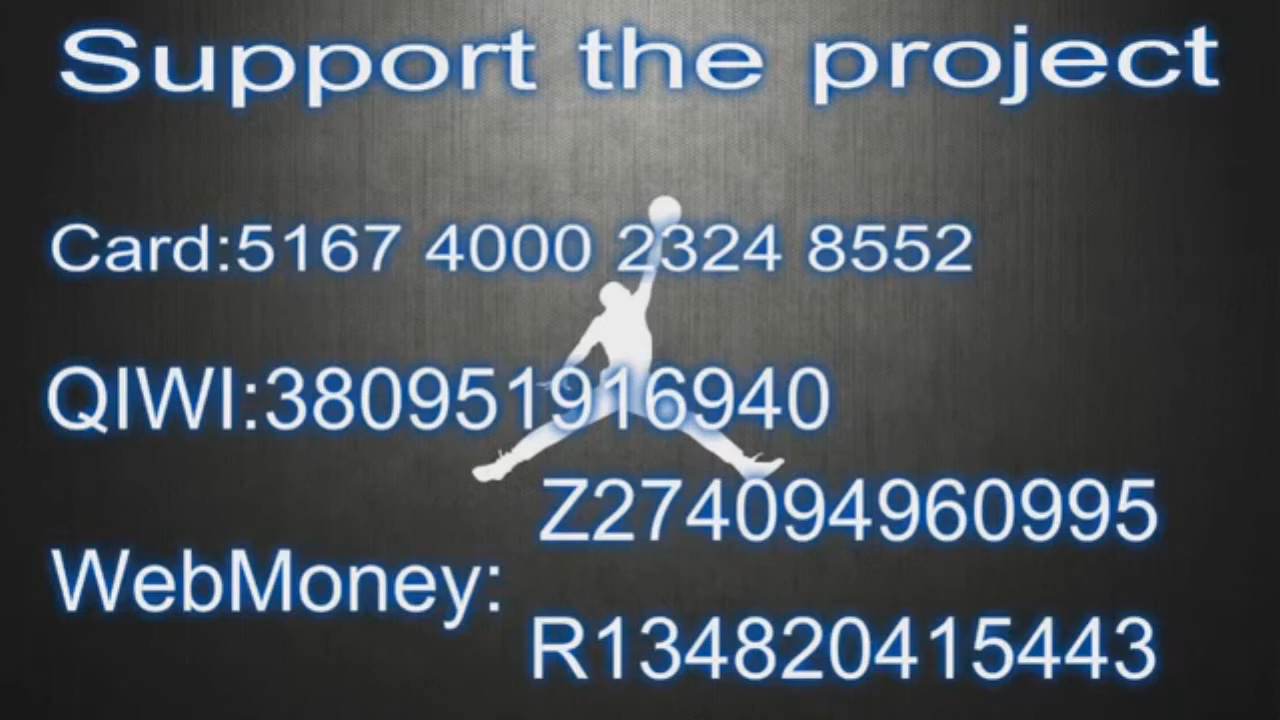 Support the project
Card:5167 4000 2324 8552
QIWI:380951916940
Z274094960995
WebMoney:
R134820415443